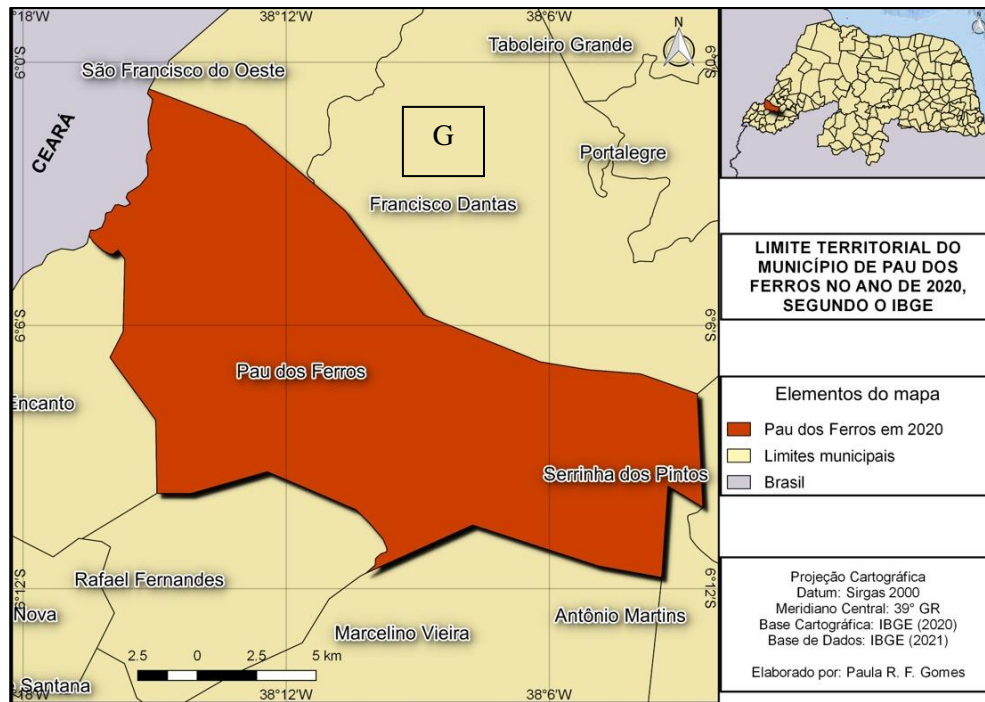 38°18'W
38°12'W
38°6'W
6°0'S
6°0'S
N
Taboleiro Grande
São Francisco do Oeste
CEARÁ
G
Portalegre
Francisco Dantas
6°6'S
6°6'S
Pau dos Ferros
Encanto
Serrinha dos Pintos
Rafael Fernandes
6°12'S
6°12'S
Nova
Antônio Martins
Marcelino Vieira
2.5 0 2.5 5 km
Santana
38°18'W
38°12'W
38°6'W
LIMITE TERRITORIAL DO
MUNICÍPIO DE PAU DOS
FERROS NO ANO DE 2020,
SEGUNDO O IBGE
Elementos do mapa
Pau dos Ferros em 2020
Limites municipais
Brasil
Projeção Cartográfica
Datum: Sirgas 2000
Meridiano Central: 39° GR
Base Cartográfica: IBGE (2020)
Base de Dados: IBGE (2021)
Elaborado por: Paula R. F. Gomes